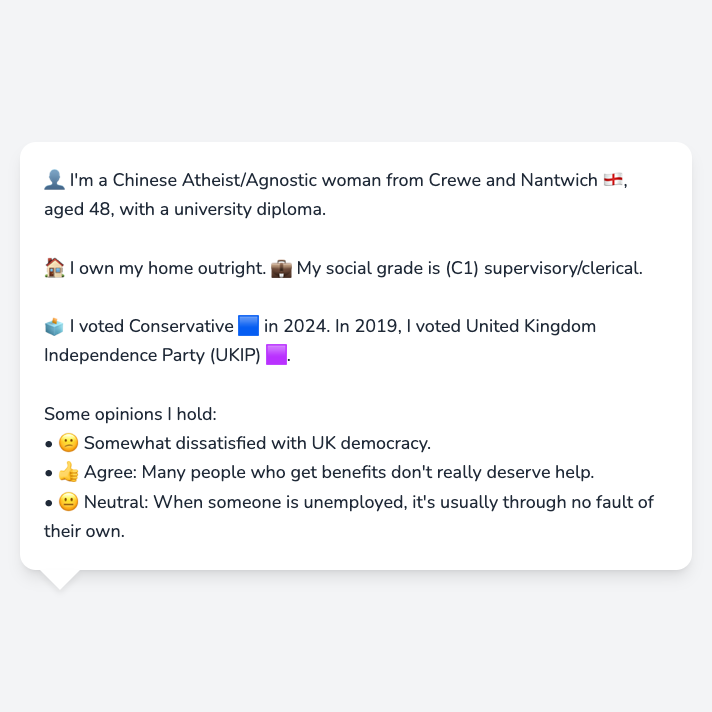 👤 I'm a Chinese Atheist/Agnostic woman from Crewe and Nantwich 🏴󠁧󠁢󠁥󠁮󠁧󠁿,
aged 48, with a university diploma.
🏠 I own my home outright. 💼 My social grade is (C1) supervisory/clerical.
🗳️ I voted Conservative 🟦 in 2024. In 2019, I voted United Kingdom
Independence Party (UKIP) 🟪.
Some opinions I hold:
• 😕 Somewhat dissatisfied with UK democracy.
• 👍 Agree: Many people who get benefits don't really deserve help.
• 😐 Neutral: When someone is unemployed, it's usually through no fault of
their own.